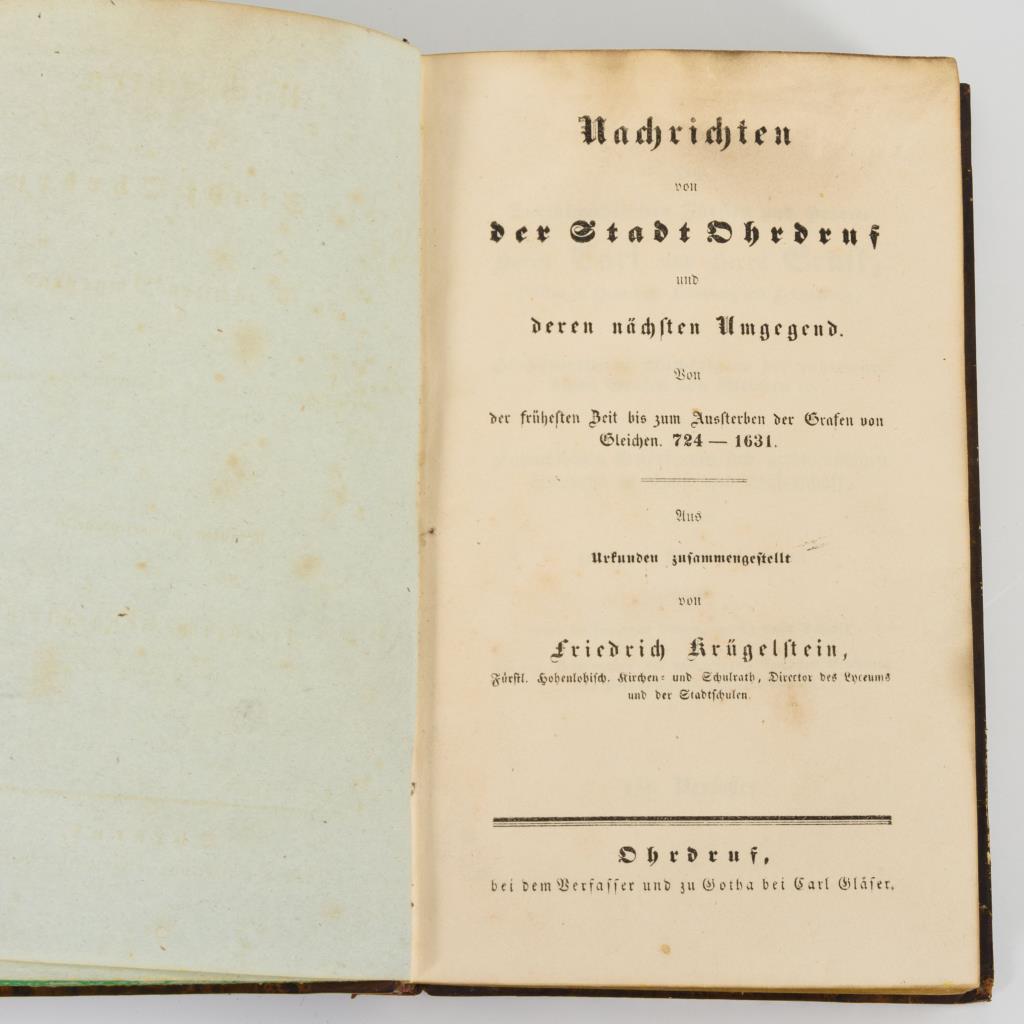 Nachrichten
von
der Stadt Ohrdruf
und
deren nächsten Umgegend.
Von
der frühesten Zeit bis zum Aussterben der Grafen von
Gleichen. 724 — 1631.
Aus
Urkunden zusammengestellt
von
Friedrich Krügelstein,
Fürstl. Hohenlohisch. Kirchen- und Schulrath, Director des Lyceums
und der Stadtschulen.
Ohrdruf,
bei dem Verfasser und zu Gotha bei Carl Gläser.